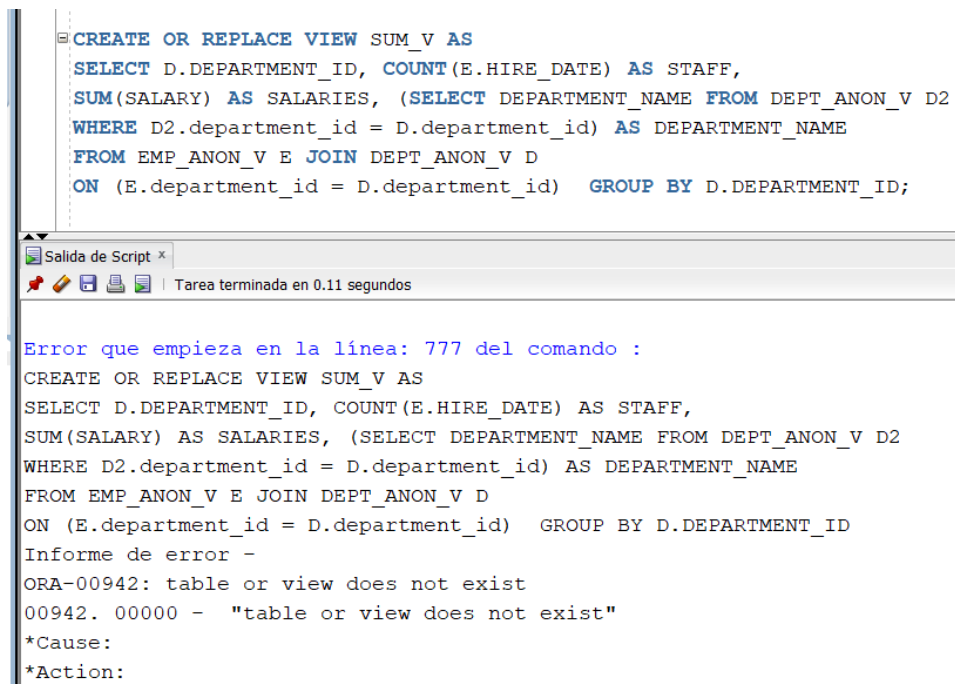 CREATE OR REPLACE VIEW SUM_V AS
SELECT D.DEPARTMENT_ID, COUNT(E.HIRE_DATE) AS STAFF,
SUM(SALARY) AS SALARIES, (SELECT DEPARTMENT_NAME FROM DEPT_ANON_V D2
WHERE D2.department_id = D.department_id) AS DEPARTMENT_NAME
FROM EMP_ANON_V E JOIN DEPT_ANON_V D
ON (E.department_id = D.department_id)  GROUP BY D.DEPARTMENT_ID;
Salida de Script x
Tarea terminada en 0.11 segundos
Error que empieza en la línea: 777 del comando :
CREATE OR REPLACE VIEW SUM_V AS
SELECT D.DEPARTMENT_ID, COUNT(E.HIRE_DATE) AS STAFF,
SUM(SALARY) AS SALARIES, (SELECT DEPARTMENT_NAME FROM DEPT_ANON_V D2
WHERE D2.department_id = D.department_id) AS DEPARTMENT_NAME
FROM EMP_ANON_V E JOIN DEPT_ANON_V D
ON (E.department_id = D.department_id)  GROUP BY D.DEPARTMENT_ID
Informe de error -
ORA-00942: table or view does not exist
00942. 00000 -  "table or view does not exist"
*Cause:
*Action: